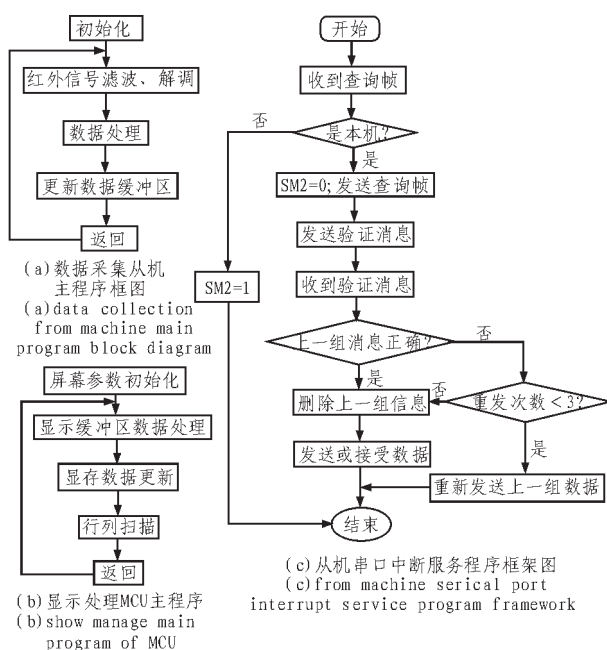 初始化
红外信号滤波、解调
数据处理
更新数据缓冲区
返回
(a)数据采集从机
主程序框图
(a)data collection
from machine main
program block diagram
屏幕参数初始化
显示缓冲区数据处理
显存数据更新
行列扫描
返回
(b)显示处理MCU主程序
(b)show manage main
program of MCU
开始
收到查询帧
否
是本机?
是
SM2=0;发送查询帧
发送验证消息
SM2=1
收到验证消息
上一组消息正确?
否
是
否
删除上一组信息
重发次数<3?
发送或接受数据
是
重新发送上一组数据
结束
(c)从机串口中断服务程序框架图
(c)from machine serical port
interrupt service program framework